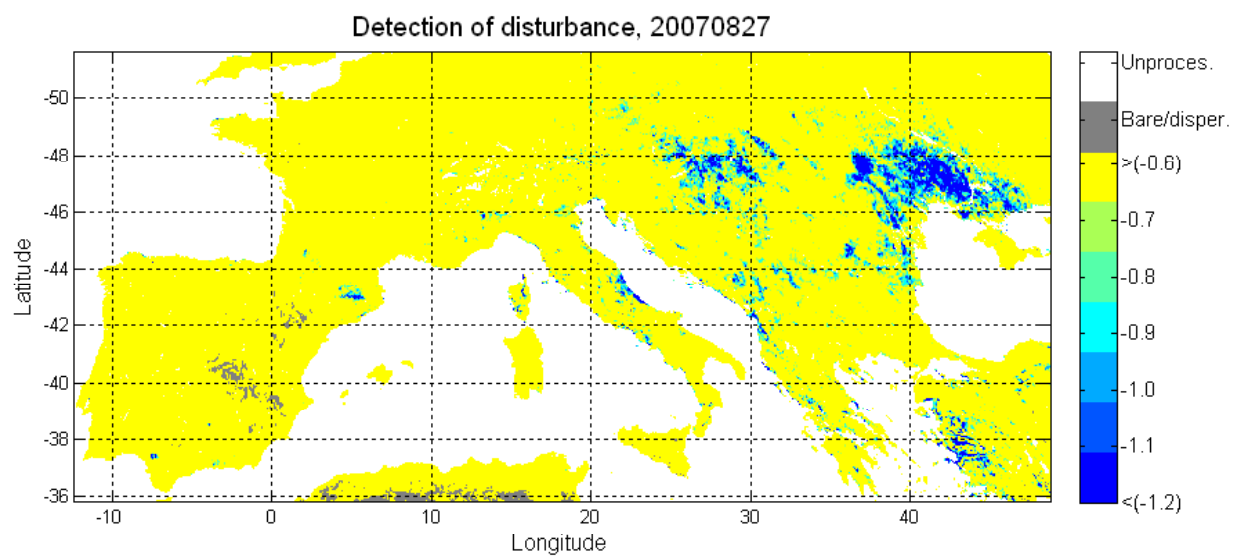 Detection of disturbance, 20070827
Unproces.
-50
Bare/disper.
-48
>(-0.6)
-46
-0.7
Latitude
-44
-0.8
-42
-0.9
-40
-1.0
-38
-1.1
-36
<(-1.2)
-10 0 10 20 30 40
Longitude